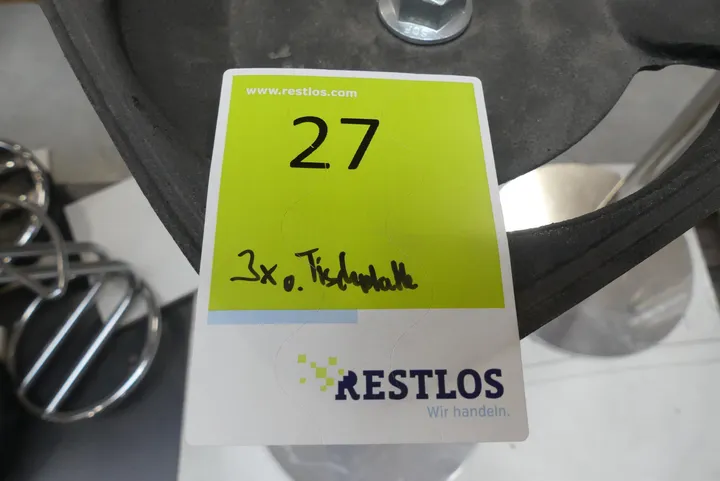 www.restlos.com
27
3x o. Tischplatte
RESTLOS
Wir handeln.